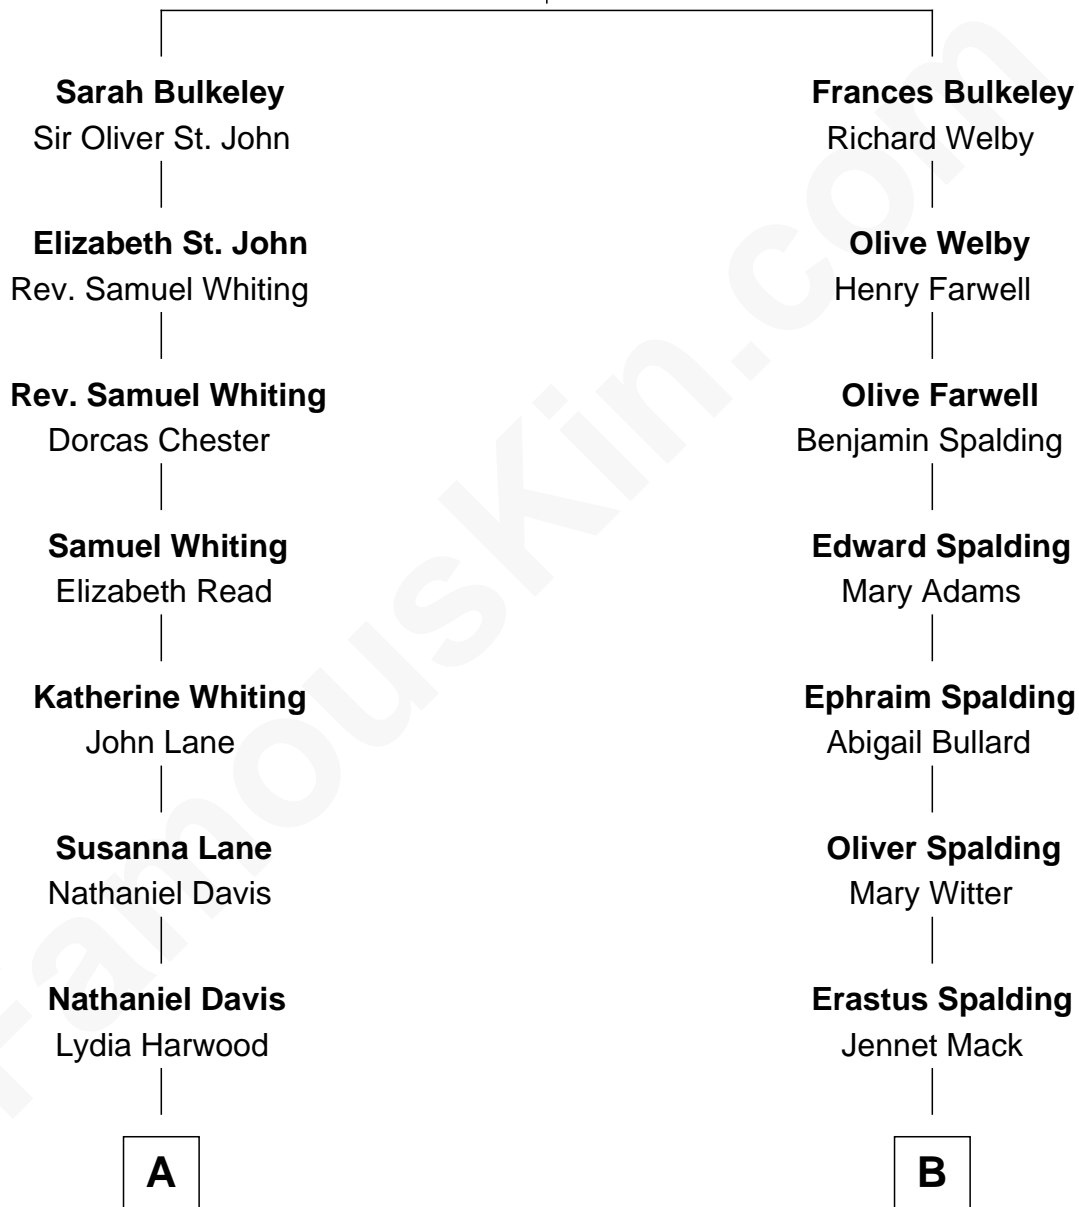 Sarah Bulkeley
Sir Oliver St. John
Elizabeth St. John
Rev. Samuel Whiting
Rev. Samuel Whiting
Dorcas Chester
Samuel Whiting
Elizabeth Read
Katherine Whiting
John Lane
Susanna Lane
Nathaniel Davis
Nathaniel Davis
Lydia Harwood
A
Frances Bulkeley
Richard Welby
Olive Welby
Henry Farwell
Olive Farwell
Benjamin Spalding
Edward Spalding
Mary Adams
Ephraim Spalding
Abigail Bullard
Oliver Spalding
Mary Witter
Erastus Spalding
Jennet Mack
B
FamousKin.com